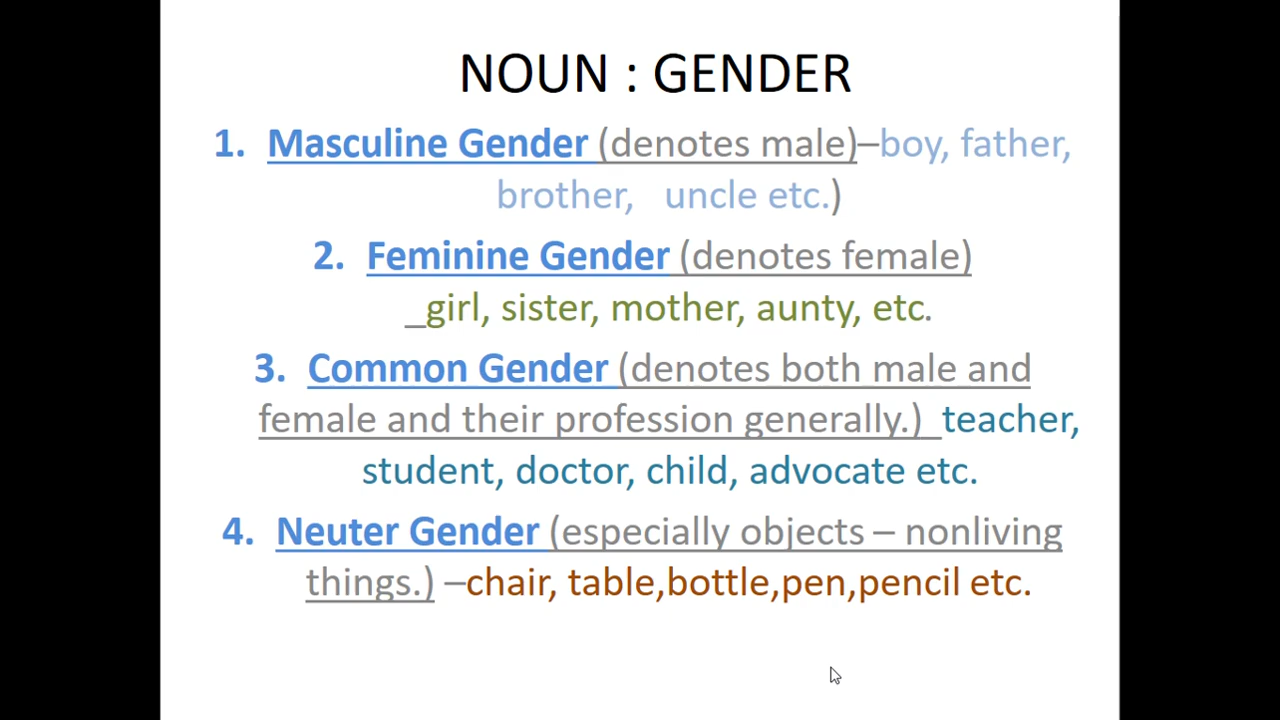 NOUN : GENDER
1. Masculine Gender (denotes male)–boy, father,
brother, uncle etc.)
2. Feminine Gender (denotes female)
_girl, sister, mother, aunty, etc.
3. Common Gender (denotes both male and
female and their profession generally.) teacher,
student, doctor, child, advocate etc.
4. Neuter Gender (especially objects – nonliving
things.) –chair, table,bottle,pen,pencil etc.